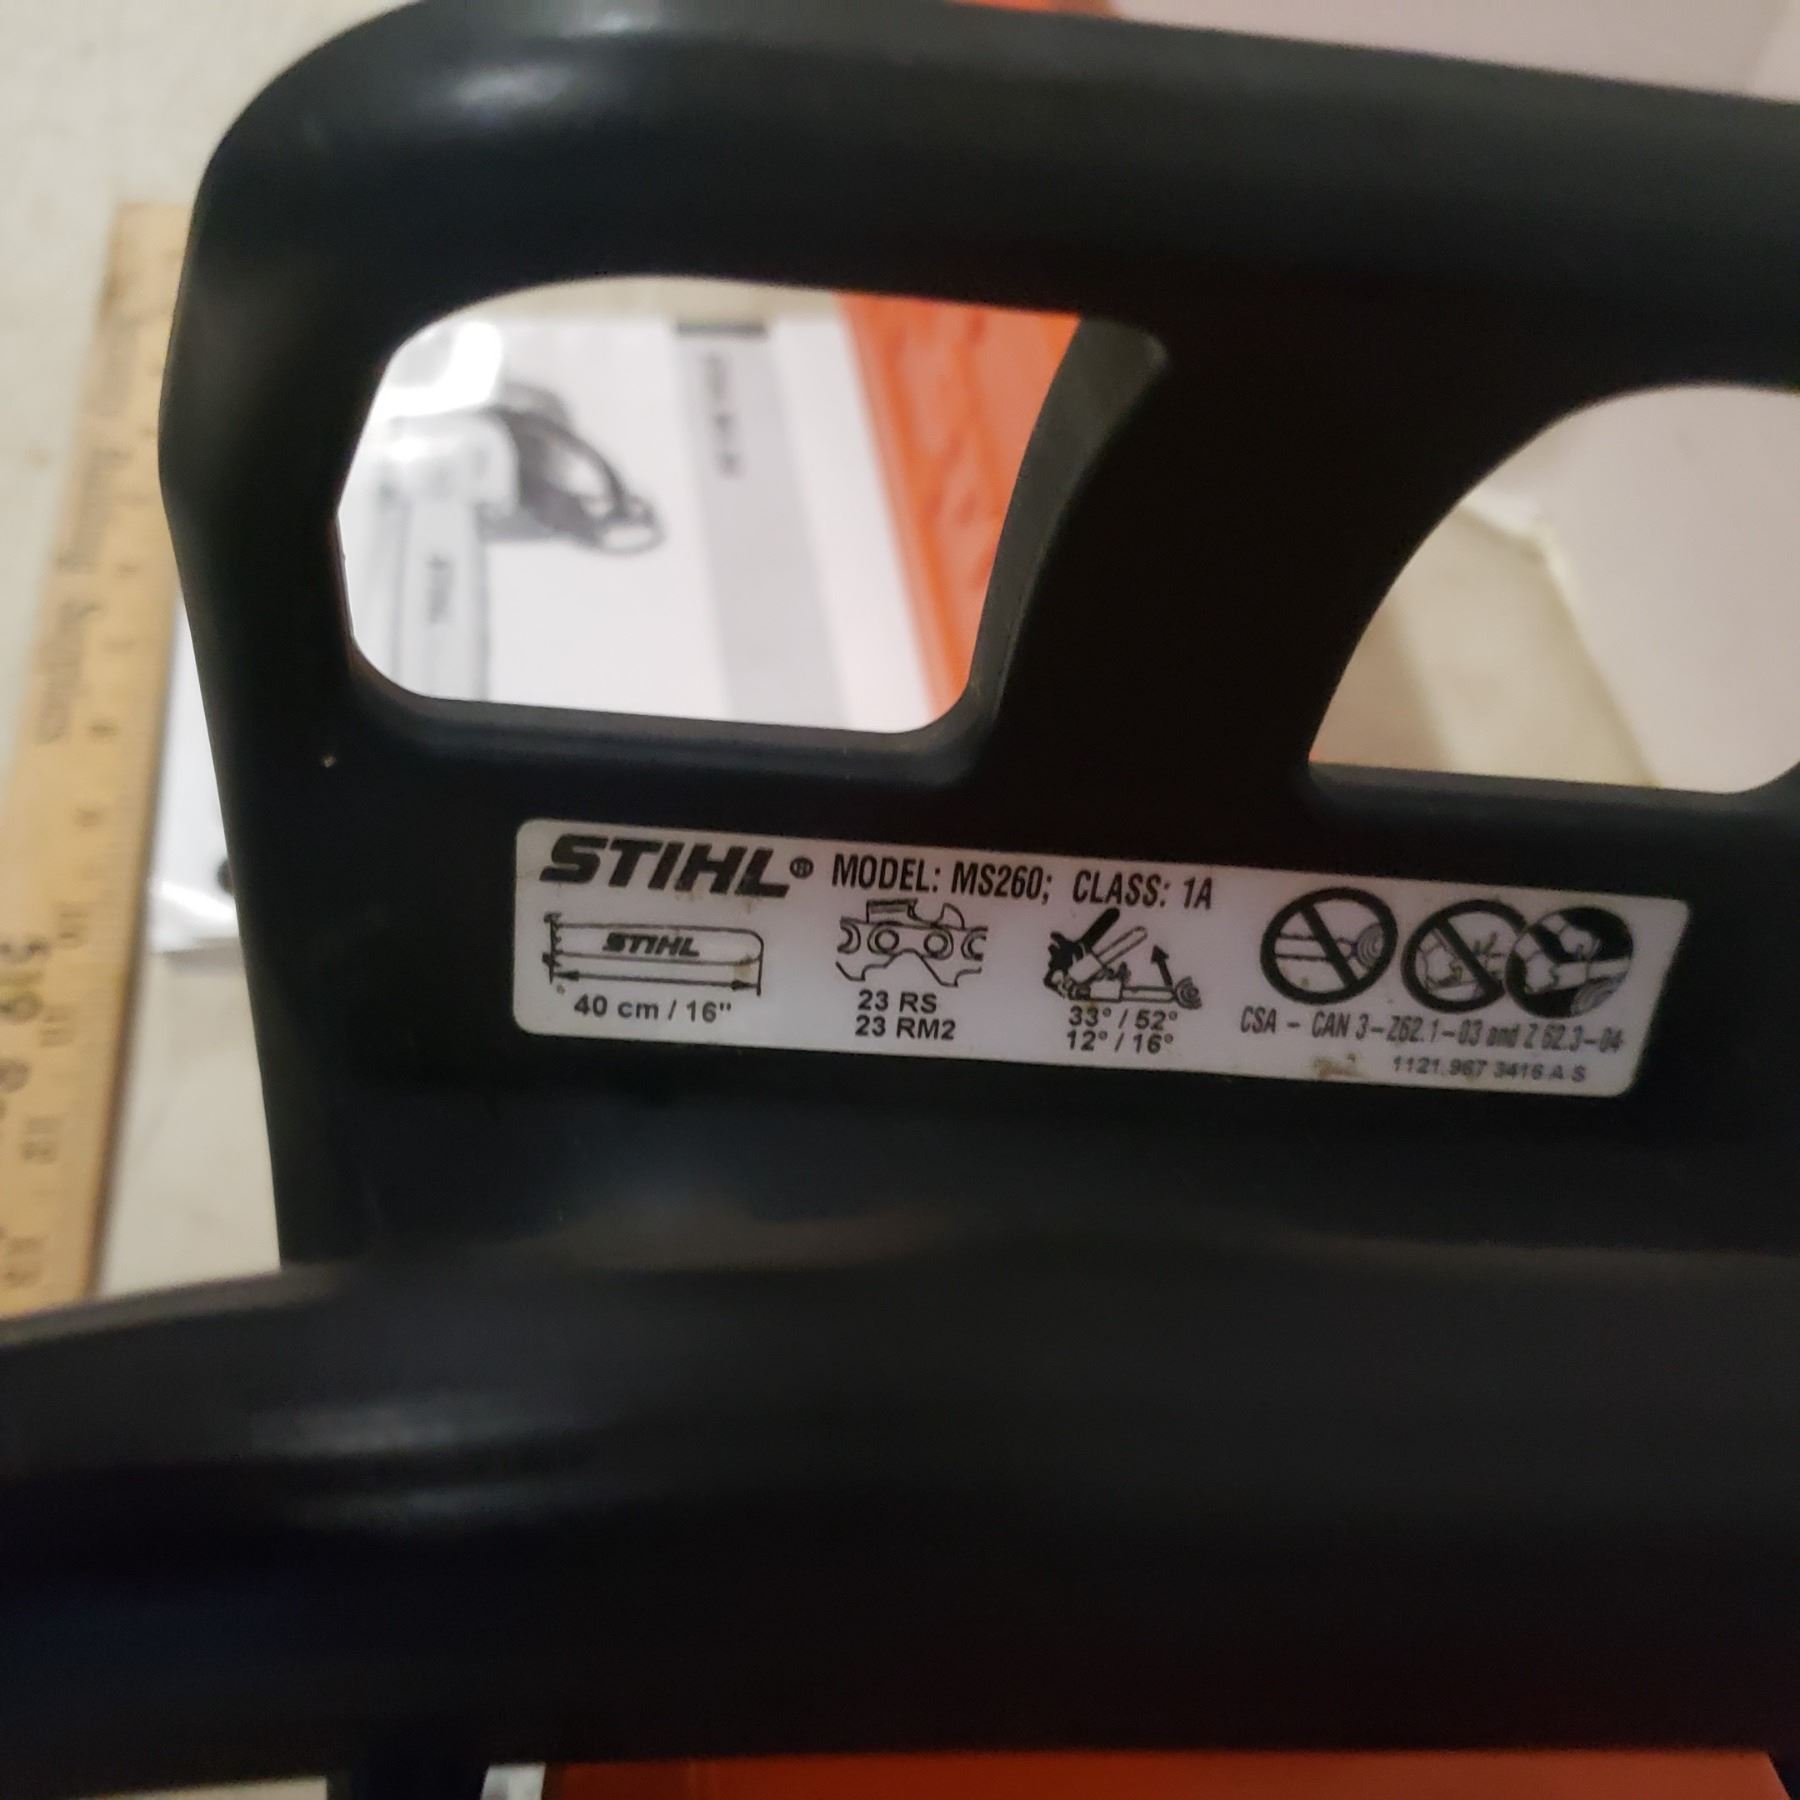 STIHL® MODEL: MS260; CLASS: 1A
STIHL
40 cm / 16"
23 RS
23 RM2
33° / 52°
12° / 16°
CSA - CAN 3-Z62.1-03 and Z 62.3-04
1121 967 3416 A S
STIHL